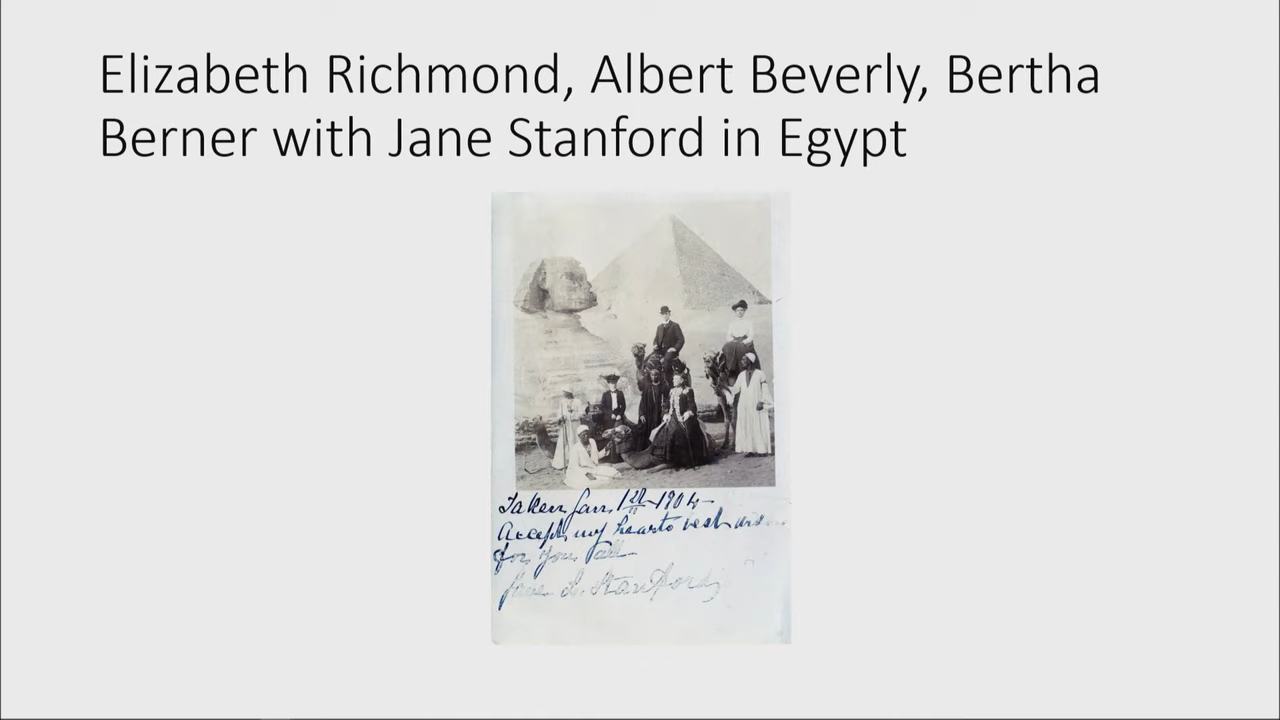 Elizabeth Richmond, Albert Beverly, Bertha
Berner with Jane Stanford in Egypt
Taken Jan. 1st 1904
Accept my hearts best
for you all
Jane L. Stanford